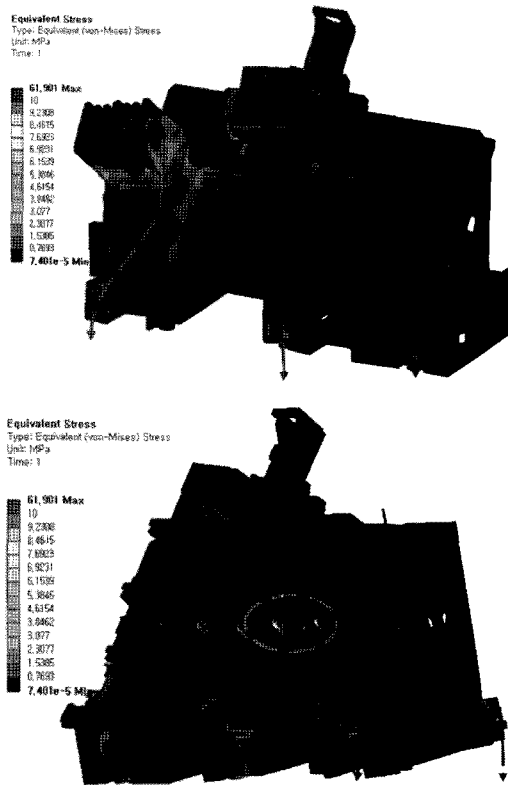 Equivalent Stress
Type: Equivalent (von-Mises) Stress
Unit: MPa
Time: 1
61,901 Max
10
9,2308
8,4615
7,6923
6,9231
6,1539
5,3846
4,6154
3,8462
3,077
2,3077
1,5385
0,7693
7,401e-5 Min
Equivalent Stress
Type: Equivalent (von-Mises) Stress
Unit: MPa
Time: 1
61,901 Max
10
9,2308
8,4615
7,6923
6,9231
6,1539
5,3846
4,6154
3,8462
3,077
2,3077
1,5385
0,7693
7,401e-5 Mi